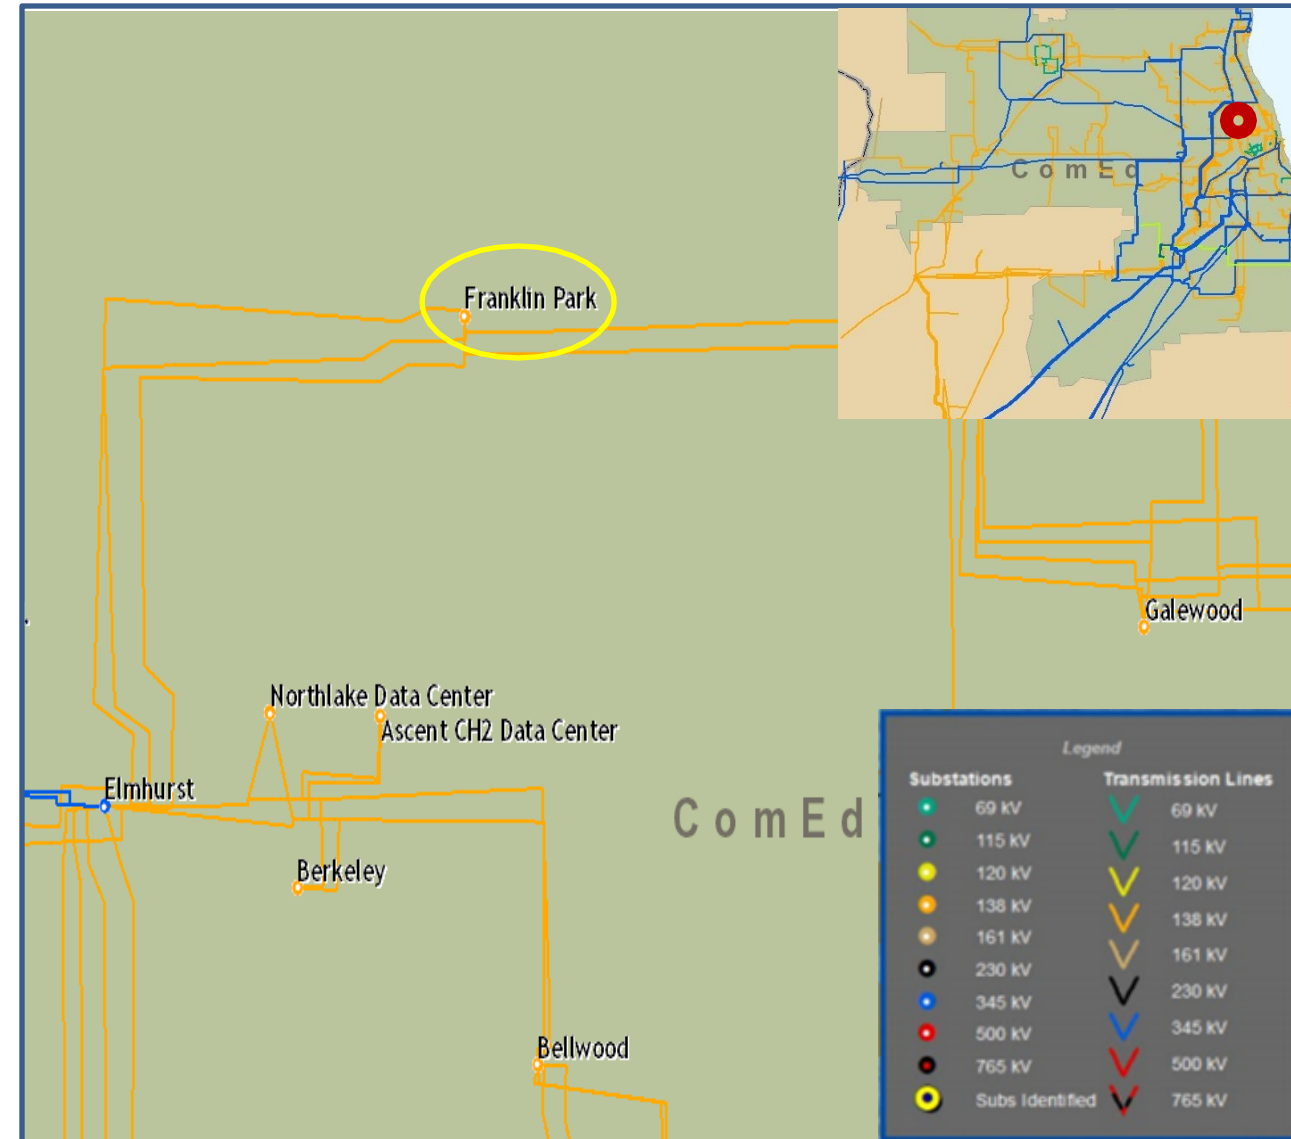 ComEd
Franklin Park
Galewood
Northlake Data Center
Ascent CH2 Data Center
Elmhurst
ComEd
Berkeley
Bellwood
Legend
Substations
69 kV
115 kV
120 kV
138 kV
161 kV
230 kV
345 kV
500 kV
765 kV
Subs Identified
Transmission Lines
69 kV
115 kV
120 kV
138 kV
161 kV
230 kV
345 kV
500 kV
765 kV